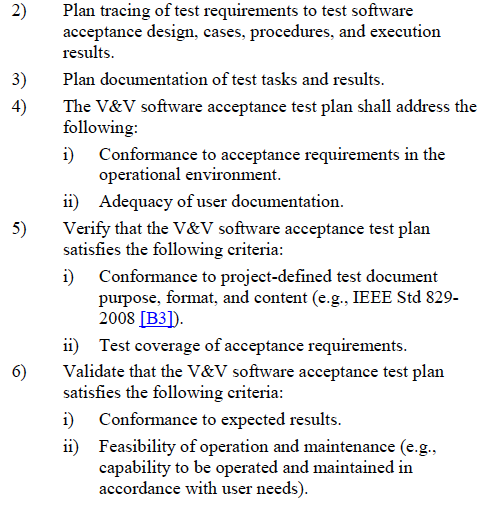 2) Plan tracing of test requirements to test software
acceptance design, cases, procedures, and execution
results.
3) Plan documentation of test tasks and results.
4) The V&V software acceptance test plan shall address the
following:
i) Conformance to acceptance requirements in the
operational environment.
ii) Adequacy of user documentation.
5) Verify that the V&V software acceptance test plan
satisfies the following criteria:
i) Conformance to project-defined test document
purpose, format, and content (e.g., IEEE Std 829-
2008 [B3]).
ii) Test coverage of acceptance requirements.
6) Validate that the V&V software acceptance test plan
satisfies the following criteria:
i) Conformance to expected results.
ii) Feasibility of operation and maintenance (e.g.,
capability to be operated and maintained in
accordance with user needs).